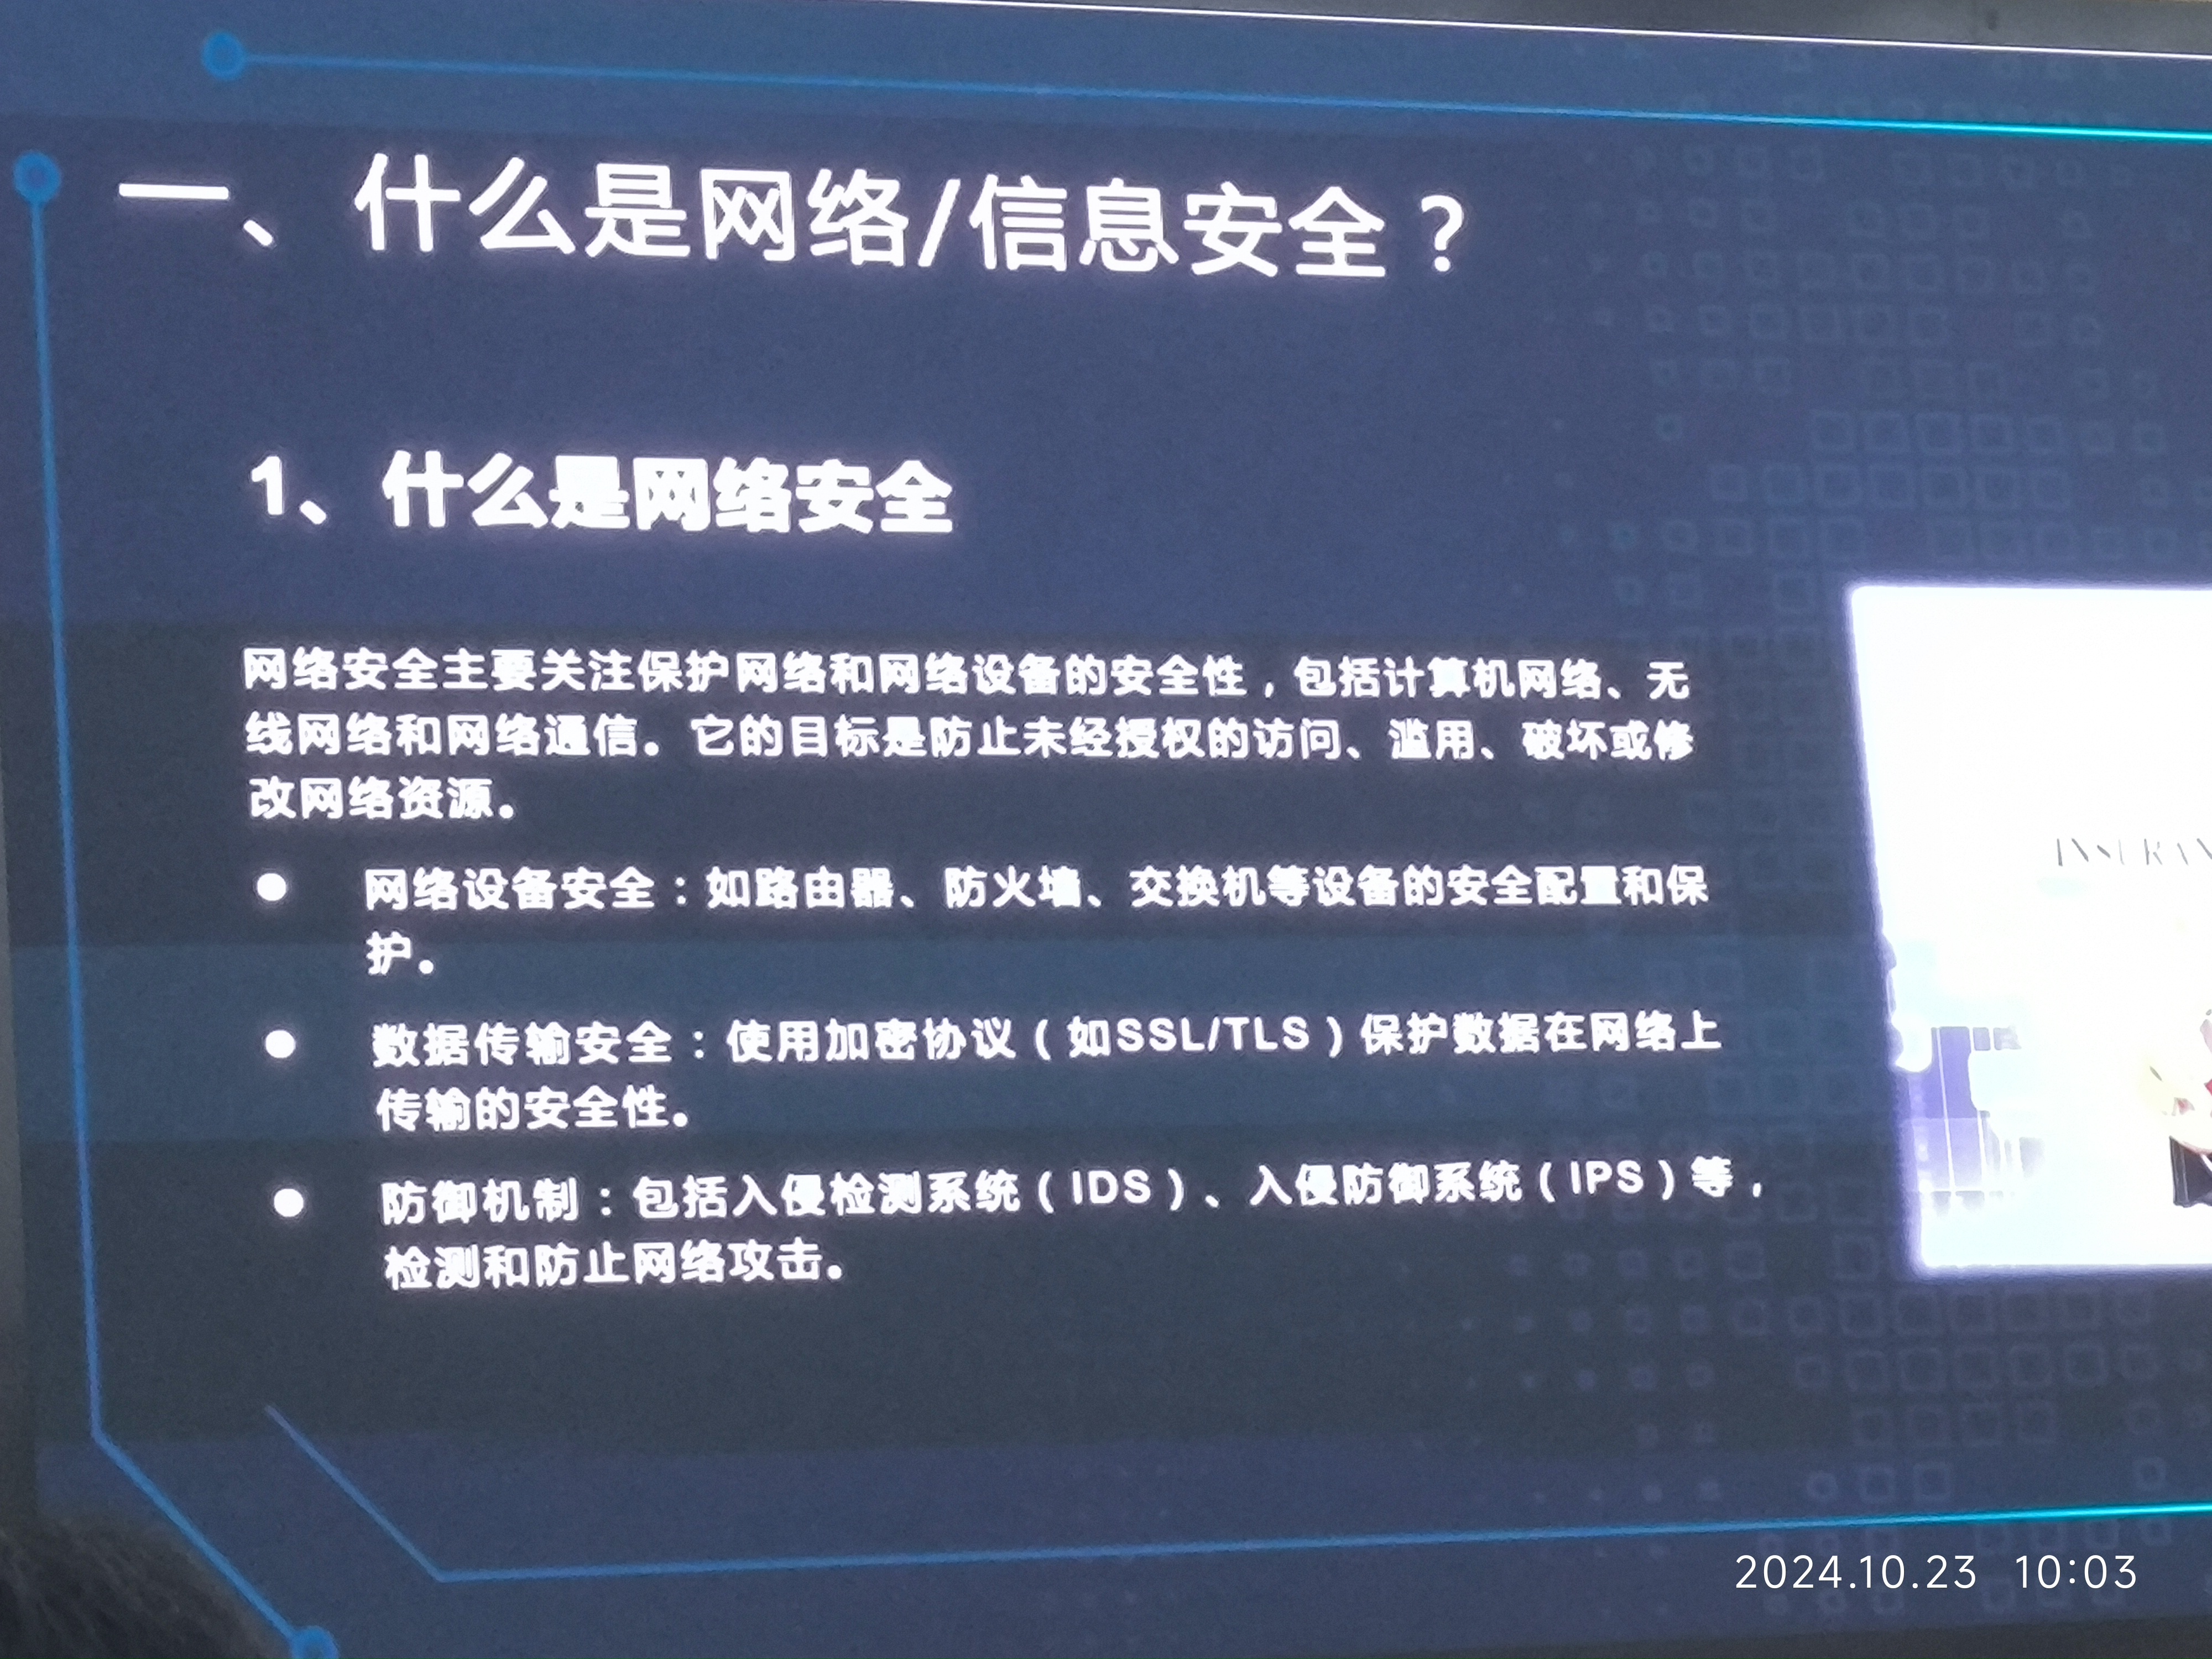 一、什么是网络/信息安全？
1、什么是网络安全
网络安全主要关注保护网络和网络设备的安全性，包括计算机网络、无
线网络和网络通信。它的目标是防止未经授权的访问、滥用、破坏或修
改网络资源。
● 网络设备安全：如路由器、防火墙、交换机等设备的安全配置和保
护。
● 数据传输安全：使用加密协议（如SSL/TLS）保护数据在网络上
传输的安全性。
● 防御机制：包括入侵检测系统（IDS）、入侵防御系统（IPS）等，
检测和防止网络攻击。
INSURAN
2024.10.23 10:03